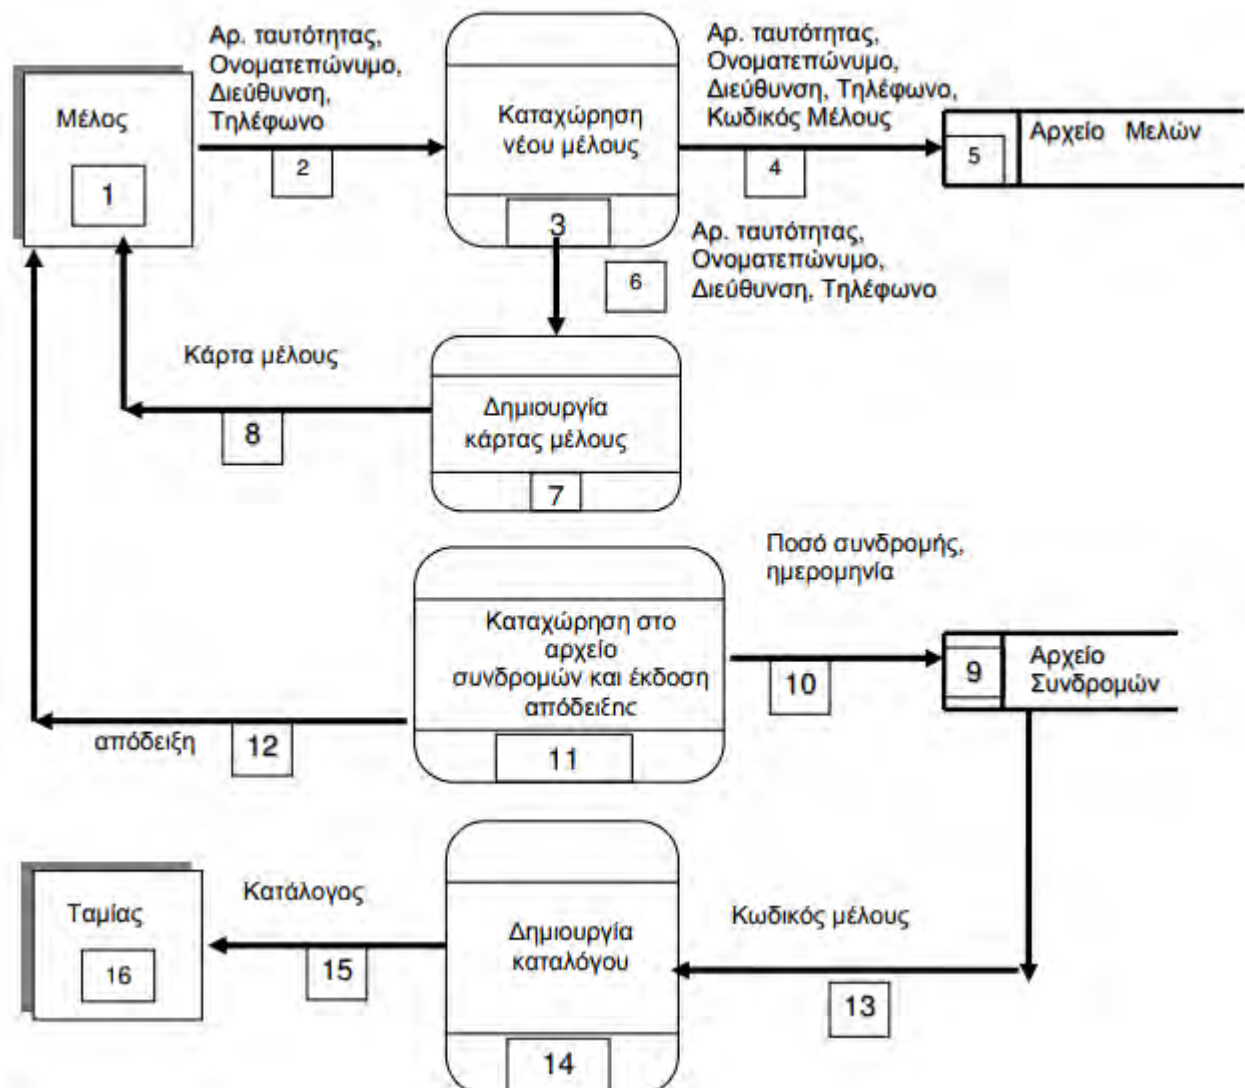 Μέλος
1
Αρ. ταυτότητας,
Ονοματεπώνυμο,
Διεύθυνση,
Τηλέφωνο
2
Καταχώρηση
νέου μέλους
3
Αρ. ταυτότητας,
Ονοματεπώνυμο,
Διεύθυνση, Τηλέφωνο,
Κωδικός Μέλους
4
5
Αρχείο Μελών
6
Αρ. ταυτότητας,
Ονοματεπώνυμο,
Διεύθυνση, Τηλέφωνο
Κάρτα μέλους
8
Δημιουργία
κάρτας μέλους
7
Ποσό συνδρομής,
ημερομηνία
Καταχώρηση στο
αρχείο
συνδρομών και έκδοση
απόδειξης
11
10
9
Αρχείο
Συνδρομών
απόδειξη
12
Ταμίας
16
Κατάλογος
15
Δημιουργία
καταλόγου
14
Κωδικός μέλους
13